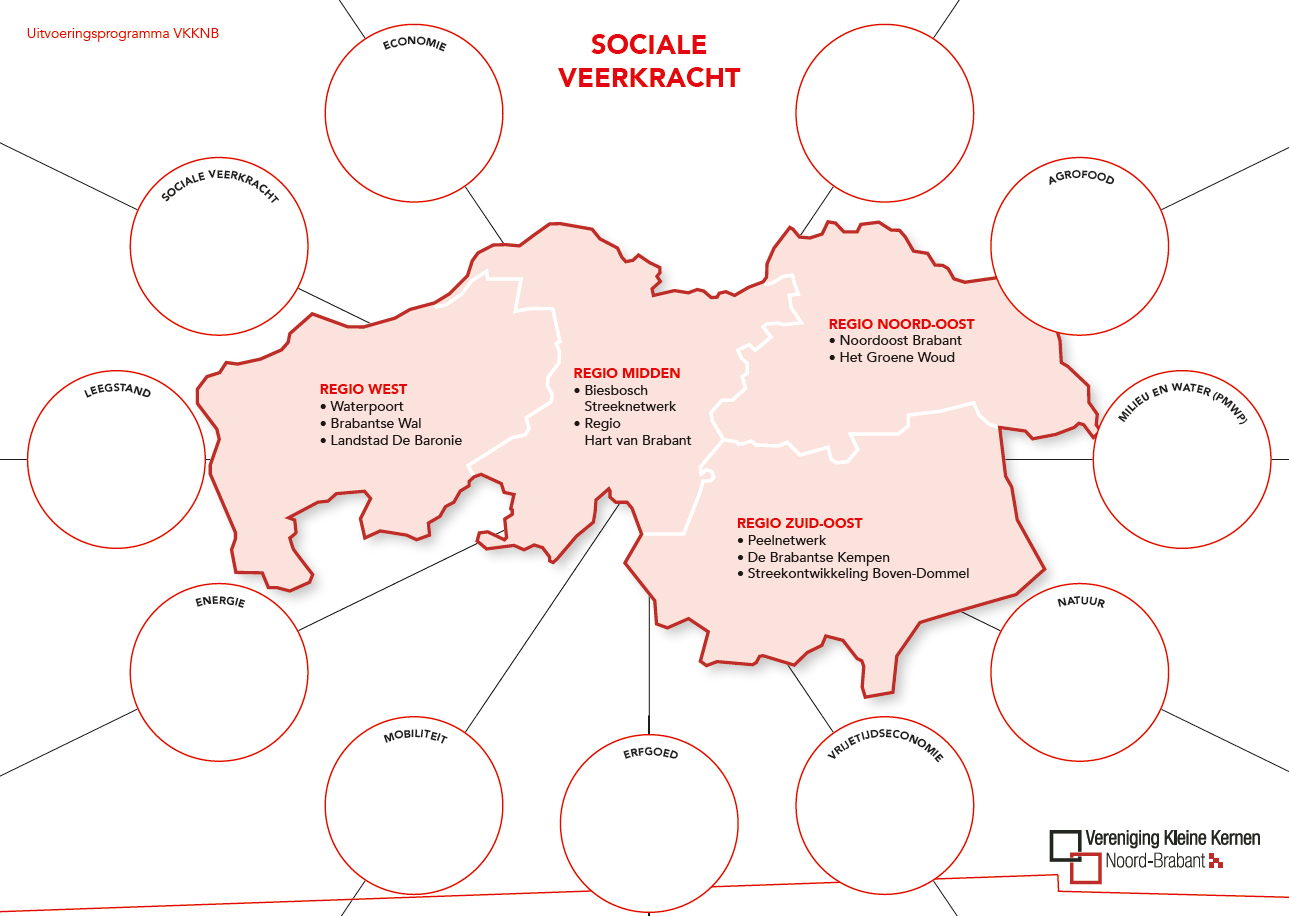 Uitvoeringsprogramma VKKNB
SOCIALE
VEERKRACHT
ECONOMIE
SOCIALE VEERKRACHT
AGROFOOD
LEEGSTAND
MILIEU EN WATER (PMWP)
REGIO NOORD-OOST
• Noordoost Brabant
• Het Groene Woud
REGIO MIDDEN
• Biesbosch
Streeknetwerk
• Regio
Hart van Brabant
REGIO WEST
• Waterpoort
• Brabantse Wal
• Landstad De Baronie
REGIO ZUID-OOST
• Peelnetwerk
• De Brabantse Kempen
• Streekontwikkeling Boven-Dommel
ENERGIE
NATUUR
MOBILITEIT
ERFGOED
VRIJETIJDSECONOMIE
Vereniging Kleine Kernen
Noord-Brabant